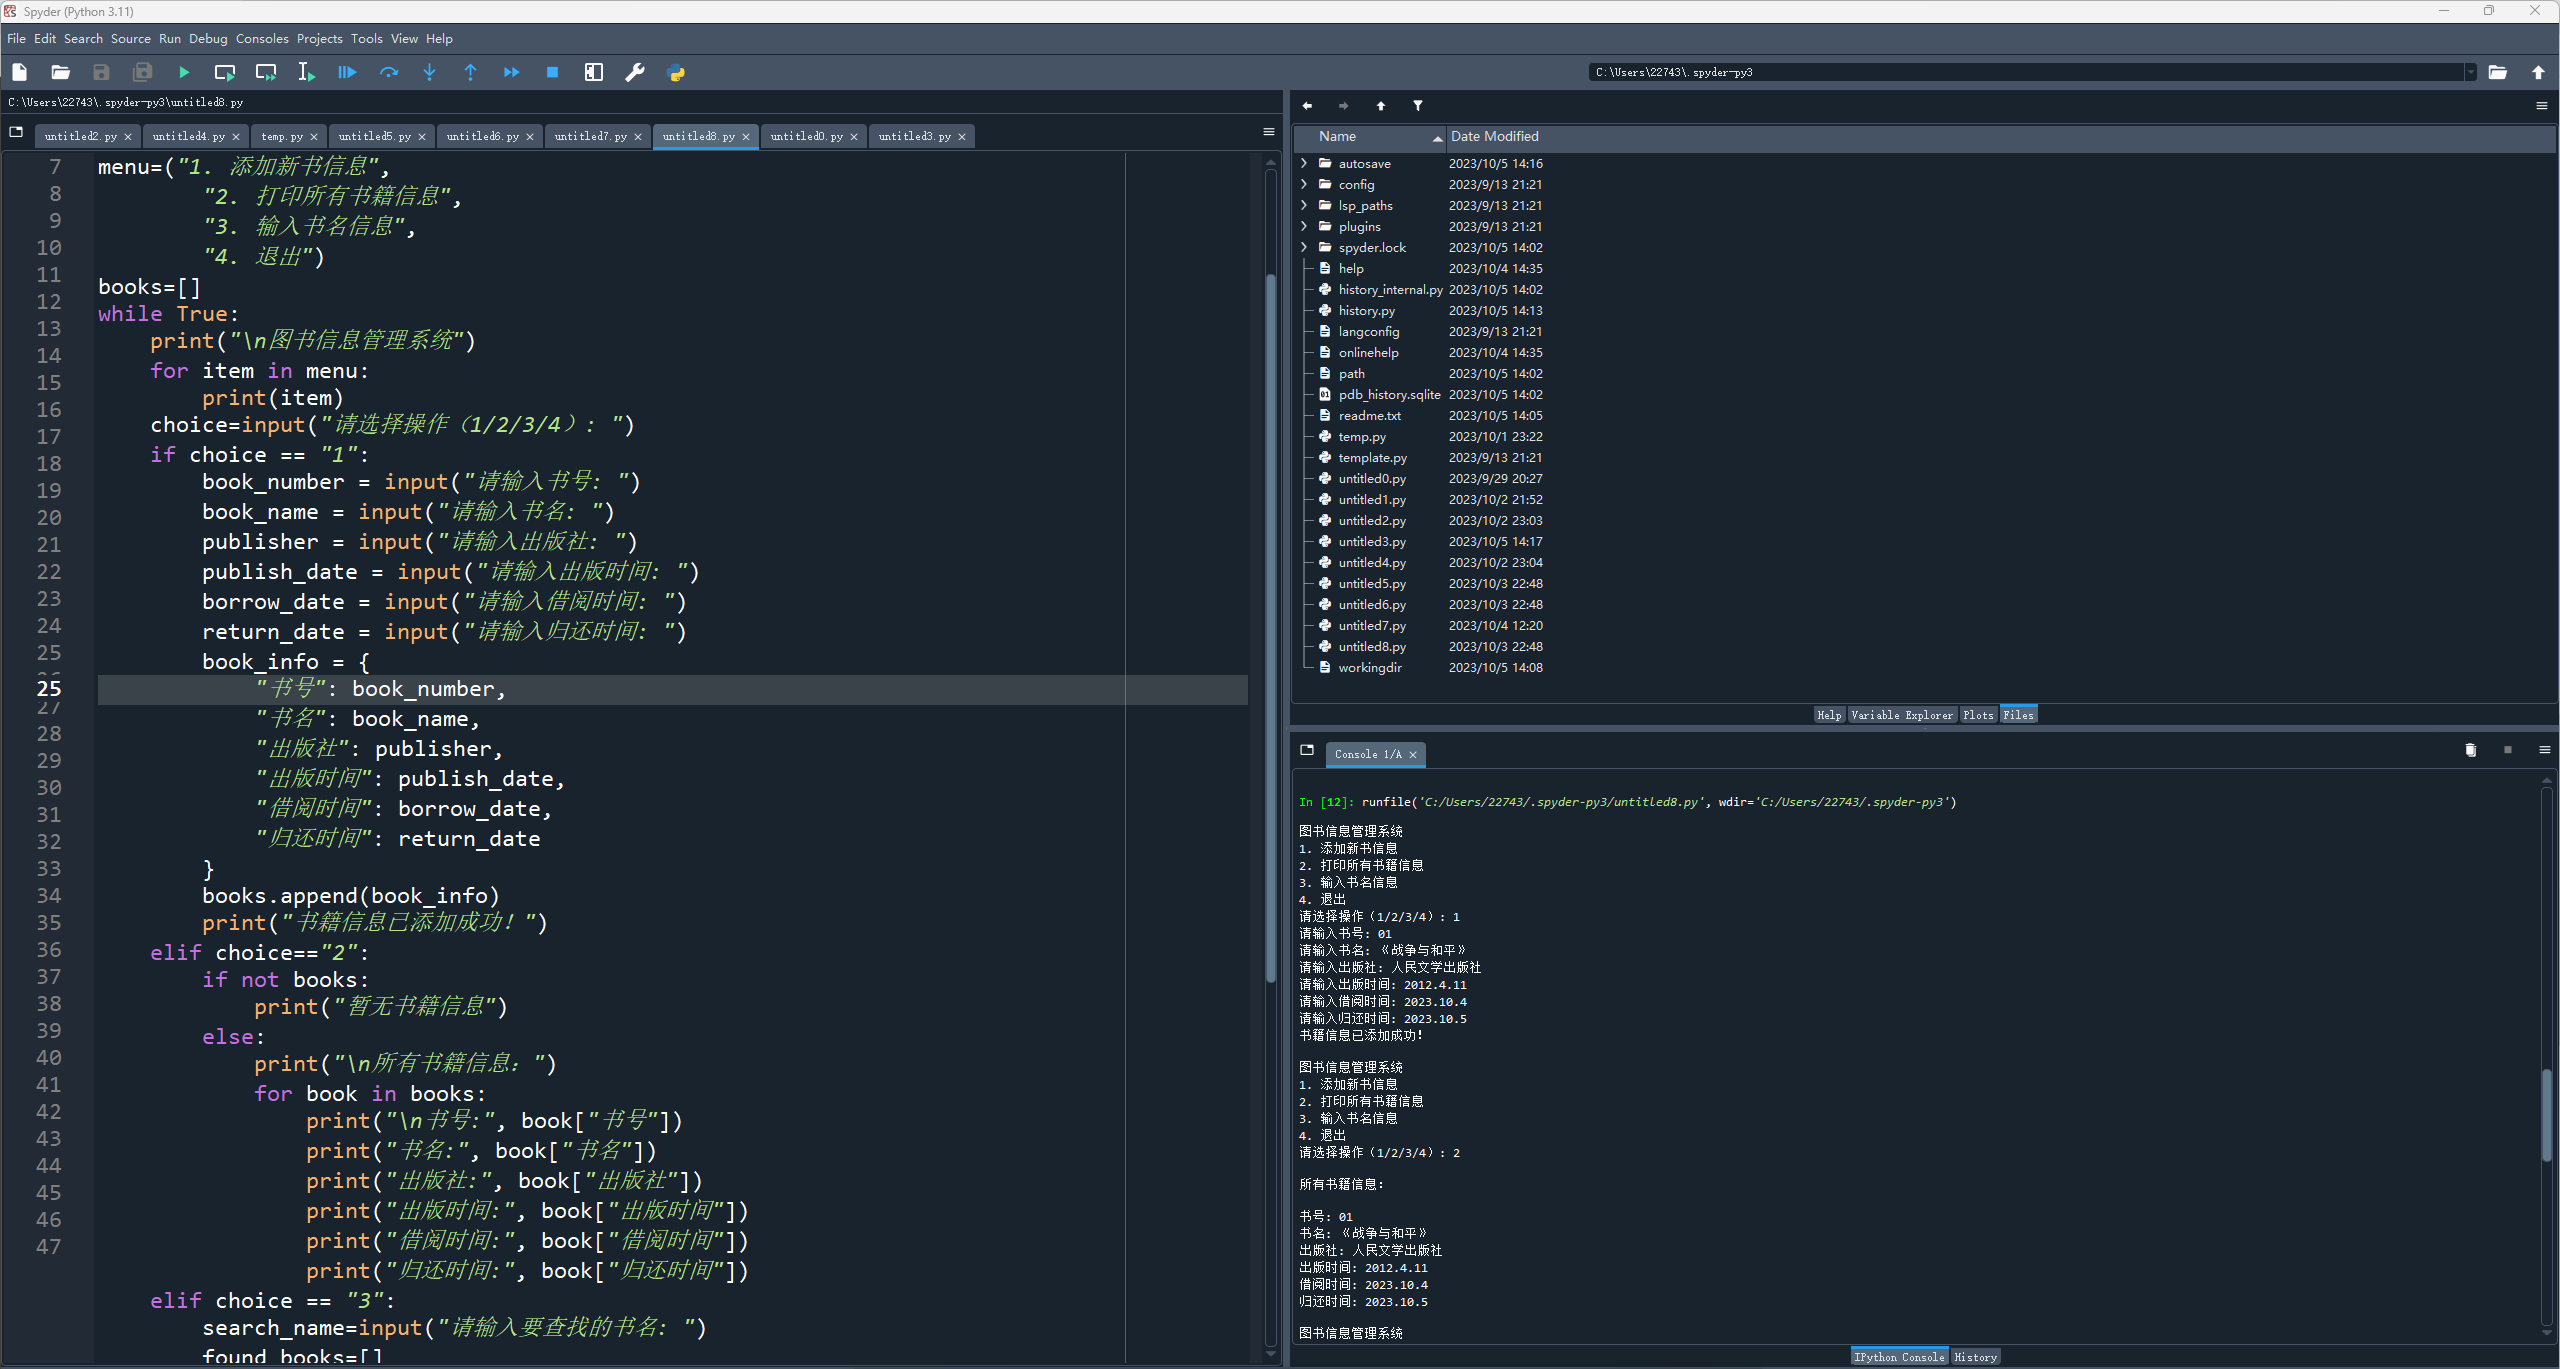 Spyder (Python 3.11)
File Edit Search Source Run Debug Consoles Projects Tools View Help
C:\Users\22743\.spyder-py3
C:\Users\22743\.spyder-py3\untitled8.py
untitled2.py untitled4.py temp.py untitled5.py untitled6.py untitled7.py untitled8.py untitled0.py untitled3.py
7 menu=("1. 添加新书信息",
8 "2. 打印所有书籍信息",
9 "3. 输入书名信息",
10 "4. 退出")
11 books=[]
12 while True:
13 print("\n图书信息管理系统")
14 for item in menu:
15 print(item)
16 choice=input("请选择操作（1/2/3/4）: ")
17 if choice == "1":
18 book_number = input("请输入书号: ")
19 book_name = input("请输入书名: ")
20 publisher = input("请输入出版社: ")
21 publish_date = input("请输入出版时间: ")
22 borrow_date = input("请输入借阅时间: ")
23 return_date = input("请输入归还时间: ")
24 book_info = {
25 "书号": book_number,
27 "书名": book_name,
28 "出版社": publisher,
29 "出版时间": publish_date,
30 "借阅时间": borrow_date,
31 "归还时间": return_date
32 }
33 books.append(book_info)
34 print("书籍信息已添加成功！")
35 elif choice=="2":
36 if not books:
37 print("暂无书籍信息")
38 else:
39 print("\n所有书籍信息：")
40 for book in books:
41 print("\n书号:", book["书号"])
42 print("书名:", book["书名"])
43 print("出版社:", book["出版社"])
44 print("出版时间:", book["出版时间"])
45 print("借阅时间:", book["借阅时间"])
46 print("归还时间:", book["归还时间"])
47 elif choice == "3":
search_name=input("请输入要查找的书名: ")
found_books=[]
Name Date Modified
autosave 2023/10/5 14:16
config 2023/9/13 21:21
lsp_paths 2023/9/13 21:21
plugins 2023/9/13 21:21
spyder.lock 2023/10/5 14:02
help 2023/10/4 14:35
history_internal.py 2023/10/5 14:02
history.py 2023/10/5 14:13
langconfig 2023/9/13 21:21
onlinehelp 2023/10/4 14:35
path 2023/10/5 14:02
pdb_history.sqlite 2023/10/5 14:02
readme.txt 2023/10/5 14:05
temp.py 2023/10/1 23:22
template.py 2023/9/13 21:21
untitled0.py 2023/9/29 20:27
untitled1.py 2023/10/2 21:52
untitled2.py 2023/10/2 23:03
untitled3.py 2023/10/5 14:17
untitled4.py 2023/10/2 23:04
untitled5.py 2023/10/3 22:48
untitled6.py 2023/10/3 22:48
untitled7.py 2023/10/4 12:20
untitled8.py 2023/10/3 22:48
workingdir 2023/10/5 14:08
Help Variable Explorer Plots Files
Console 1/A
In [12]: runfile('C:/Users/22743/.spyder-py3/untitled8.py', wdir='C:/Users/22743/.spyder-py3')
图书信息管理系统
1. 添加新书信息
2. 打印所有书籍信息
3. 输入书名信息
4. 退出
请选择操作（1/2/3/4）: 1
请输入书号: 01
请输入书名: 《战争与和平》
请输入出版社: 人民文学出版社
请输入出版时间: 2012.4.11
请输入借阅时间: 2023.10.4
请输入归还时间: 2023.10.5
书籍信息已添加成功！
图书信息管理系统
1. 添加新书信息
2. 打印所有书籍信息
3. 输入书名信息
4. 退出
请选择操作（1/2/3/4）: 2
所有书籍信息：
书号: 01
书名: 《战争与和平》
出版社: 人民文学出版社
出版时间: 2012.4.11
借阅时间: 2023.10.4
归还时间: 2023.10.5
图书信息管理系统
IPython Console History